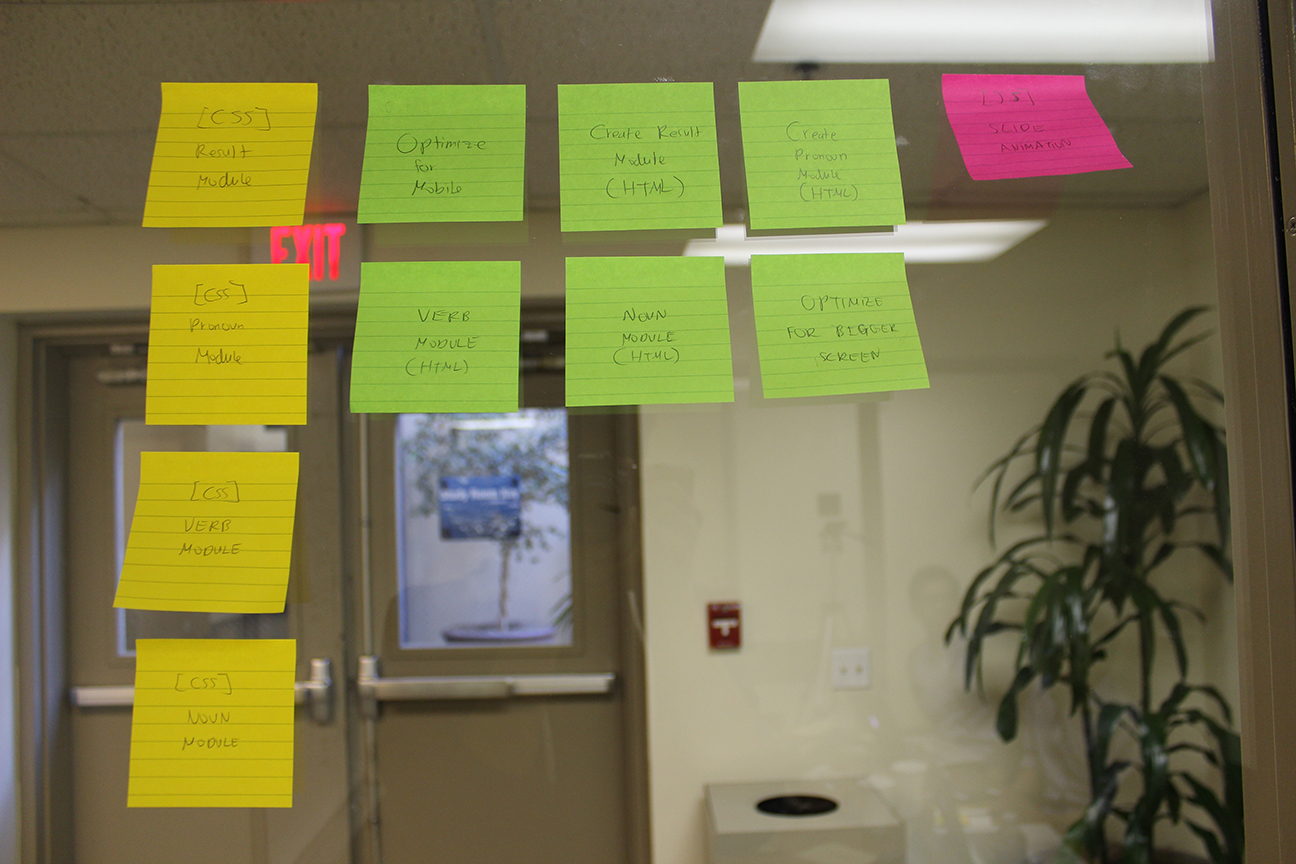 [CSS]
Result
Module
Optimize
for
Mobile
Create Result
Module
(HTML)
Create
Pronoun
Module
(HTML)
[JS]
SLIDE
ANIMATION
EXIT
[CSS]
Pronoun
Module
VERB
MODULE
(HTML)
NOUN
MODULE
(HTML)
OPTIMIZE
FOR BIGGER
SCREEN
[CSS]
VERB
MODULE
[CSS]
NOUN
MODULE